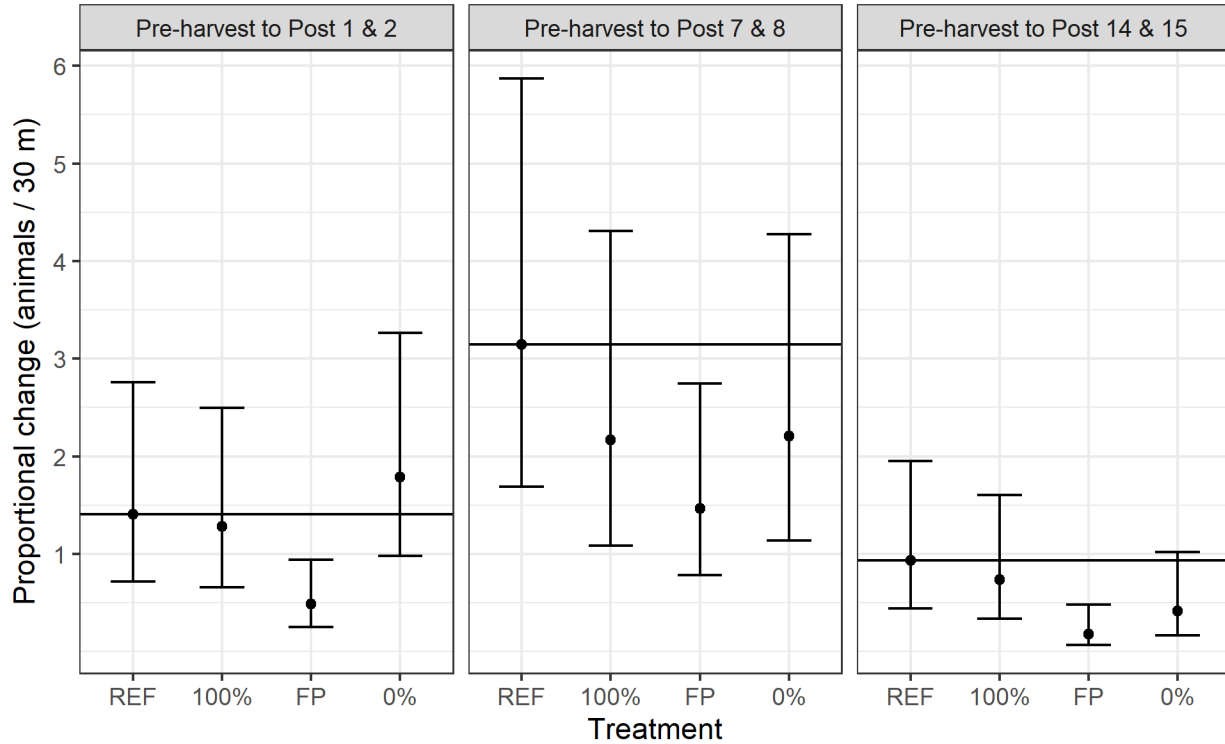 Pre-harvest to Post 1 & 2 Pre-harvest to Post 7 & 8 Pre-harvest to Post 14 & 15
Proportional change (animals / 30 m)
6
5
4
3
2
1
REF 100% FP 0% REF 100% FP 0% REF 100% FP 0%
Treatment